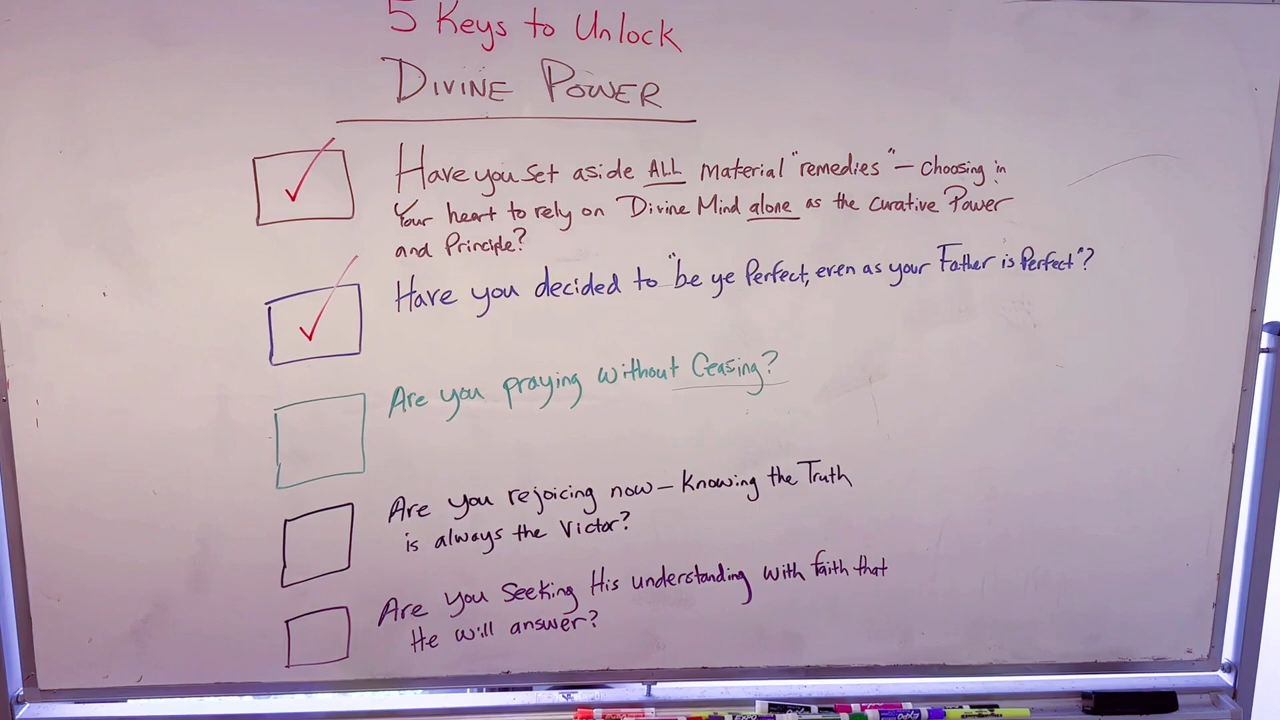 5 Keys to Unlock
DIVINE POWER
Have you set aside ALL Material "remedies" – Choosing in
Your heart to rely on Divine Mind alone as the curative Power
and Principle?
Have you decided to "be ye Perfect, even as your Father is Perfect"?
Are you praying without Ceasing?
Are you rejoicing now – Knowing the Truth
is always the Victor?
Are you Seeking His understanding with faith that
He will answer?